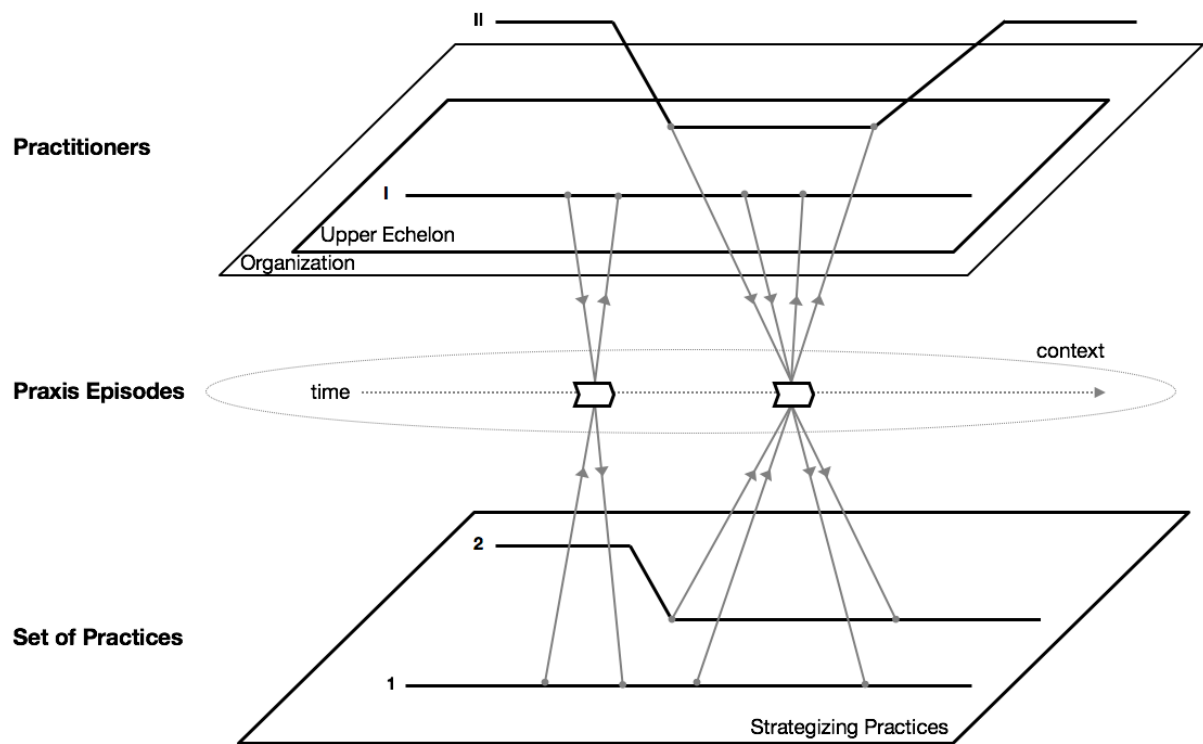 II
Practitioners
I
Upper Echelon
Organization
context
Praxis Episodes
time
2
Set of Practices
1
Strategizing Practices